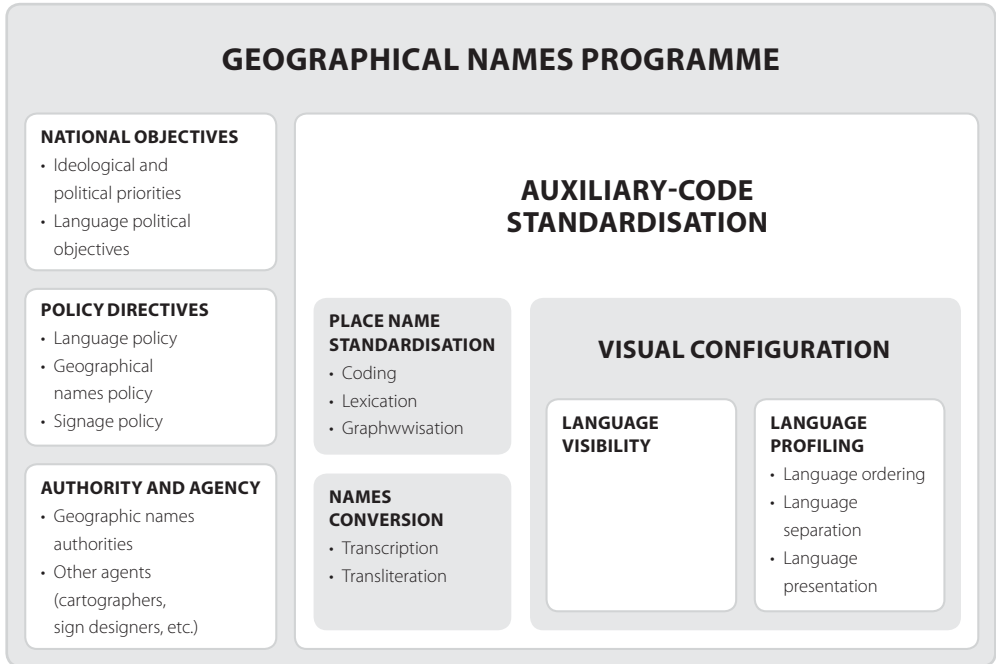 GEOGRAPHICAL NAMES PROGRAMME
NATIONAL OBJECTIVES
• Ideological and
political priorities
• Language political
objectives
POLICY DIRECTIVES
• Language policy
• Geographical
names policy
• Signage policy
AUTHORITY AND AGENCY
• Geographic names
authorities
• Other agents
(cartographers,
sign designers, etc.)
AUXILIARY-CODE
STANDARDISATION
PLACE NAME
STANDARDISATION
• Coding
• Lexication
• Graphwwisation
NAMES
CONVERSION
• Transcription
• Transliteration
VISUAL CONFIGURATION
LANGUAGE
VISIBILITY
LANGUAGE
PROFILING
• Language ordering
• Language
separation
• Language
presentation